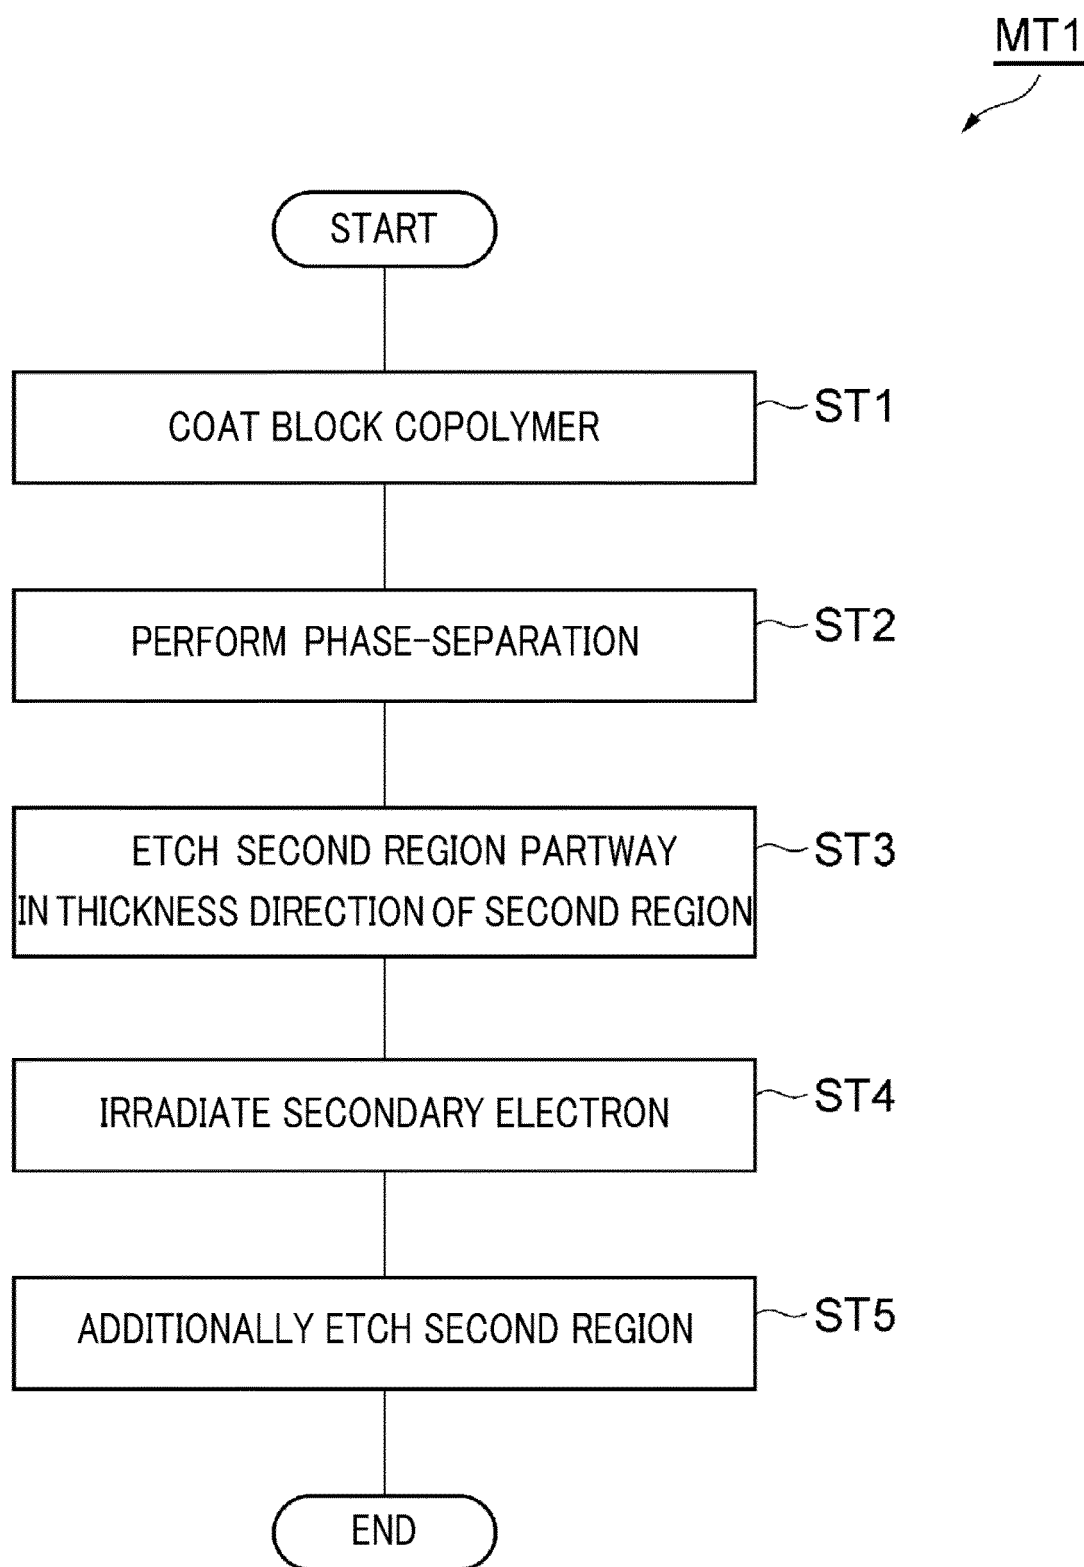 MT1
START
COAT BLOCK COPOLYMER
ST1
PERFORM PHASE-SEPARATION
ST2
ETCH SECOND REGION PARTWAY
IN THICKNESS DIRECTION OF SECOND REGION
ST3
IRRADIATE SECONDARY ELECTRON
ST4
ADDITIONALLY ETCH SECOND REGION
ST5
END